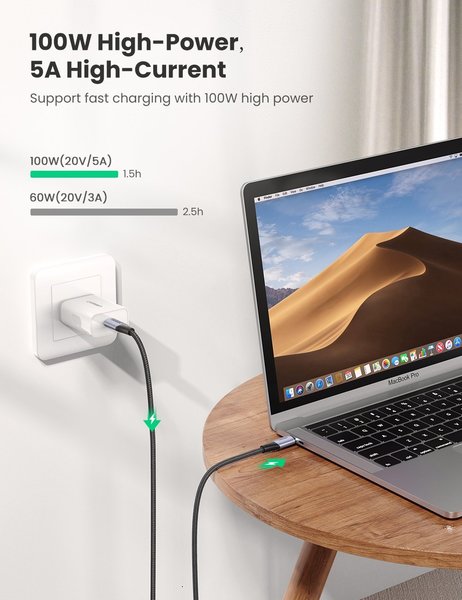 100W High-Power,
5A High-Current
Support fast charging with 100W high power
100W(20V/5A)
1.5h
60W(20V/3A)
2.5h
MacBook Pro